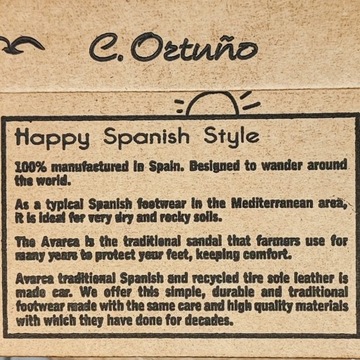 C. Ortuño
Happy Spanish Style
100% manufactured in Spain. Designed to wander around
the world.
As a typical Spanish footwear in the Mediterranean area,
it is ideal for very dry and rocky soils.
The Avarca is the traditional sandal that farmers use for
many years to protect your feet, keeping comfort.
Avarca traditional Spanish and recycled tire sole leather is
made car. We offer this simple, durable and traditional
footwear made with the same care and high quality materials
with which they have done for decades.